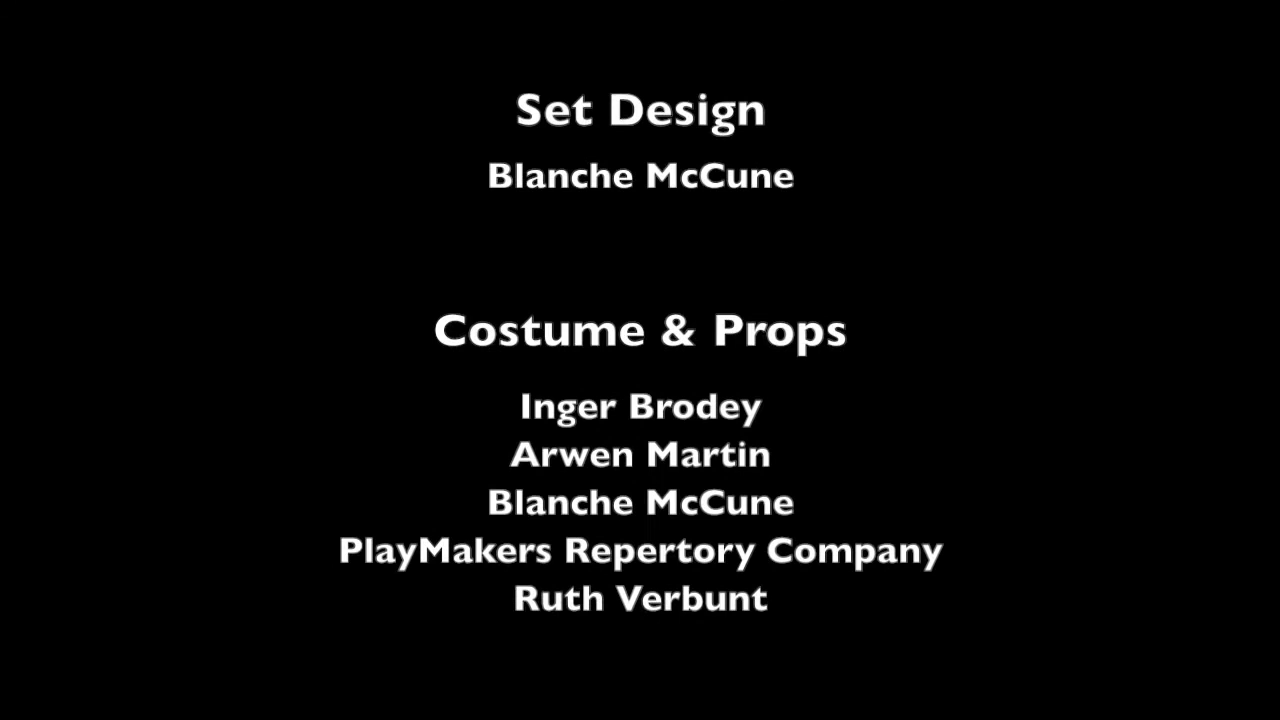 Set Design
Blanche McCune
Costume & Props
Inger Brodey
Arwen Martin
Blanche McCune
PlayMakers Repertory Company
Ruth Verbunt